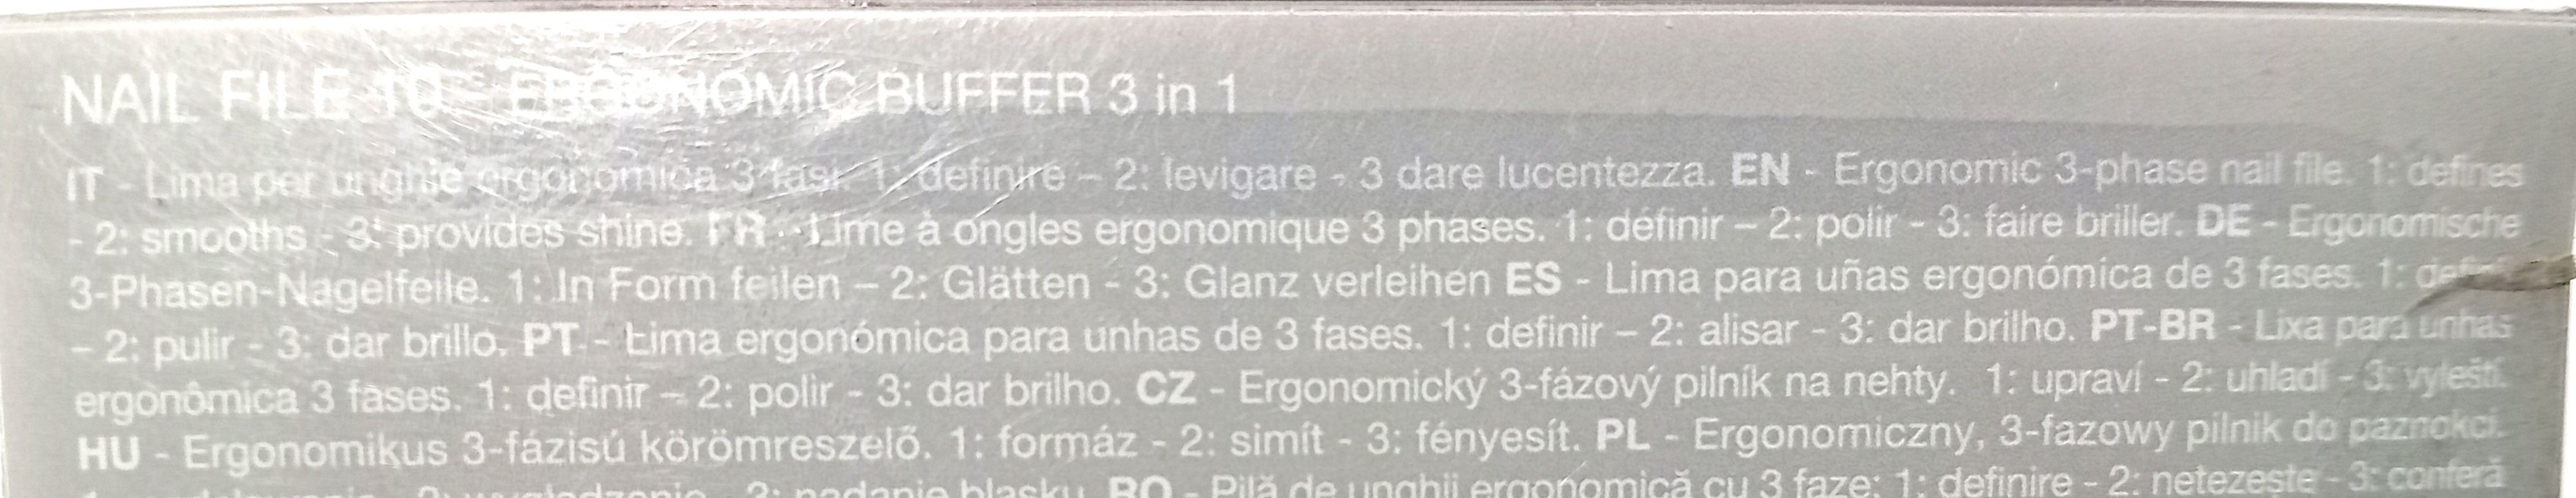 NAIL FILE 10 - ERGONOMIC BUFFER 3 in 1
IT - Lima per unghie ergonomica 3 fasi. 1: definire – 2: levigare - 3 dare lucentezza. EN - Ergonomic 3-phase nail file. 1: defines
- 2: smooths - 3: provides shine. FR - Lime à ongles ergonomique 3 phases. 1: définir – 2: polir - 3: faire briller. DE - Ergonomische
3-Phasen-Nagelfeile. 1: In Form feilen – 2: Glätten - 3: Glanz verleihen ES - Lima para uñas ergonómica de 3 fases. 1:
– 2: pulir - 3: dar brillo. PT - Lima ergonómica para unhas de 3 fases. 1: definir – 2: alisar - 3: dar brilho. PT-BR - Lixa para unhas
ergonômica 3 fases. 1: definir – 2: polir - 3: dar brilho. CZ - Ergonomický 3-fázový pilník na nehty. 1: upraví - 2: uhladí - 3: vyleští.
HU - Ergonomikus 3-fázisú körömreszelő. 1: formáz - 2: simít - 3: fényesít. PL - Ergonomiczny, 3-fazowy pilnik do paznokci.
3: nadanie blasku. RO - Pilă de unghii ergonomică cu 3 faze: 1: definire - 2: netezeste - 3: conferă